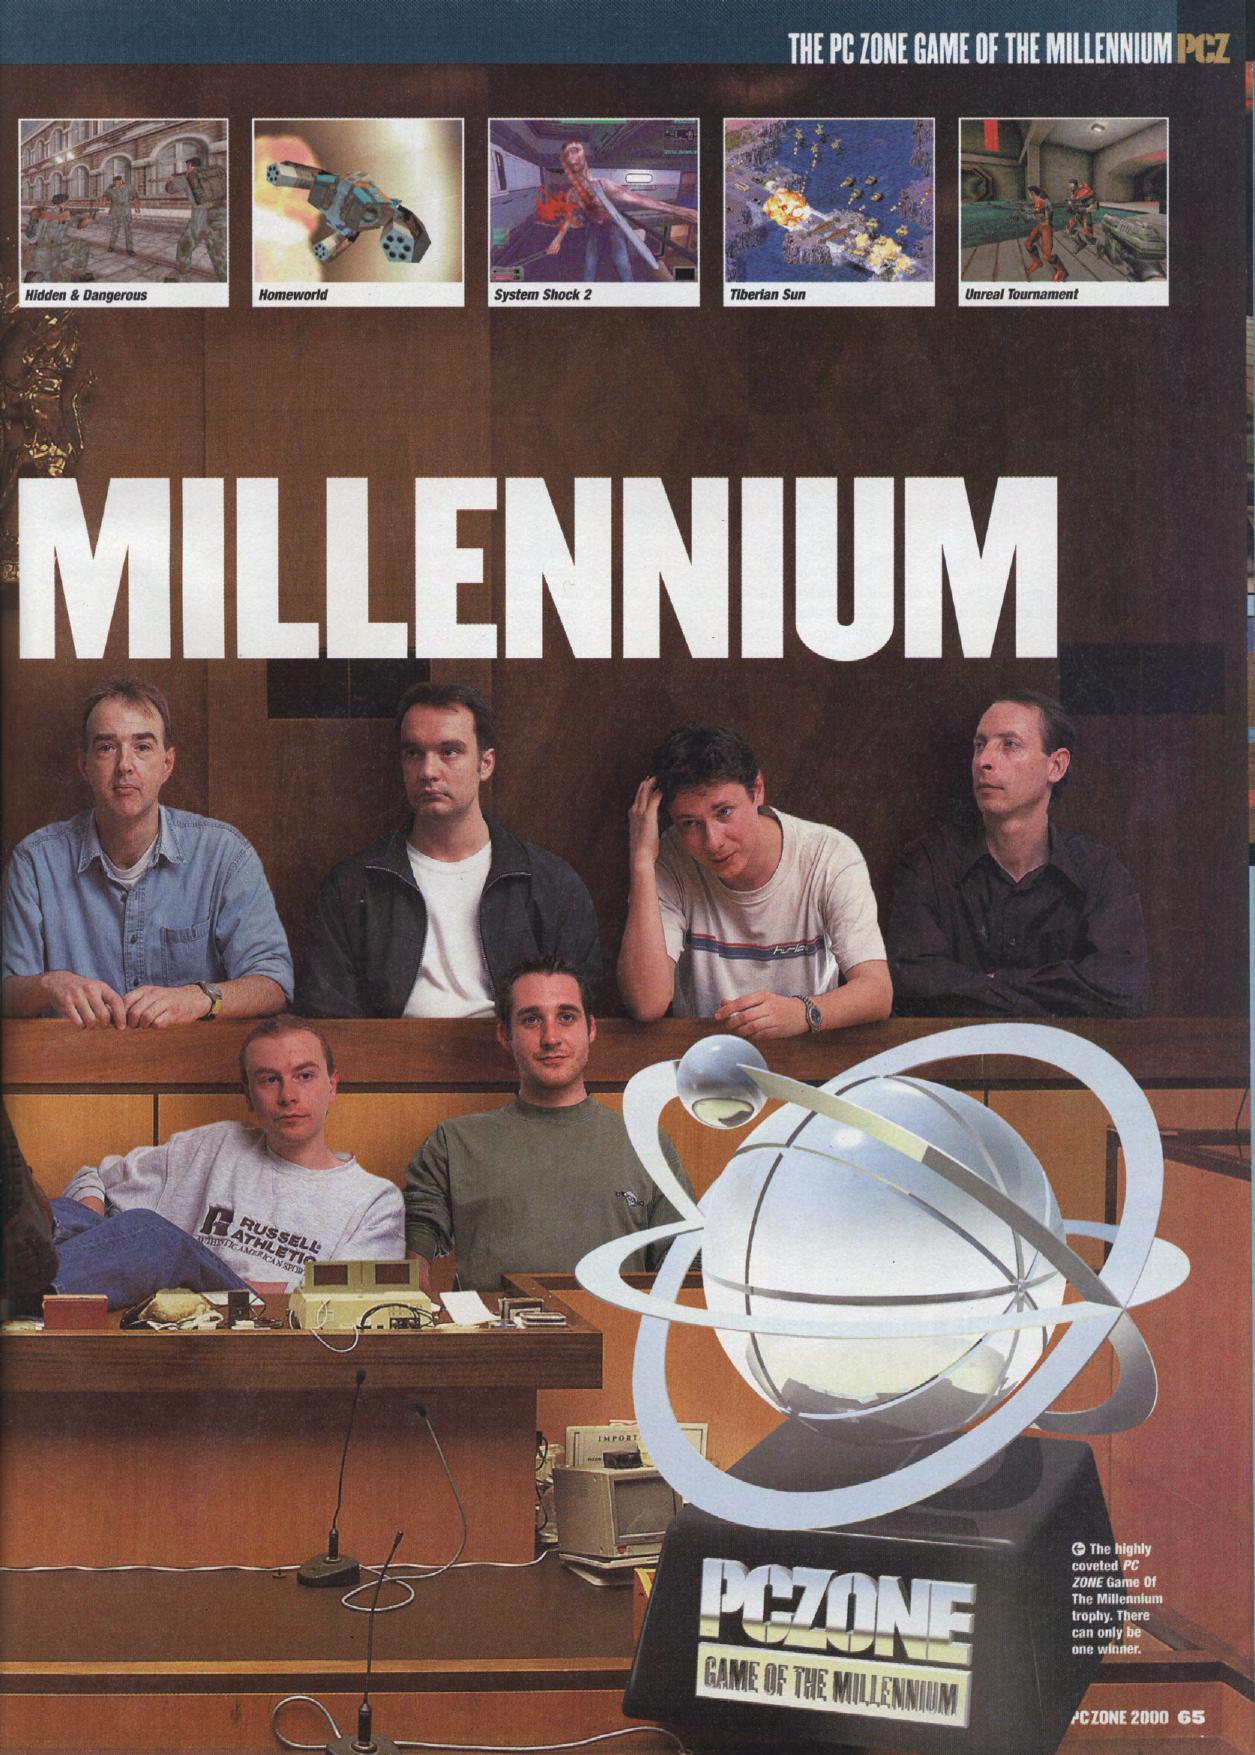 THE PC ZONE GAME OF THE MILLENNIUM PCZ
Hidden & Dangerous
Homeworld
System Shock 2
Tiberian Sun
Unreal Tournament
MILLENNIUM
RUSSELL
ATHLETIC
IMPORTA
The highly
coveted PC
ZONE Game Of
The Millennium
trophy. There
can only be
one winner.
PCZONE
GAME OF THE MILLENNIUM
PCZONE 2000 65